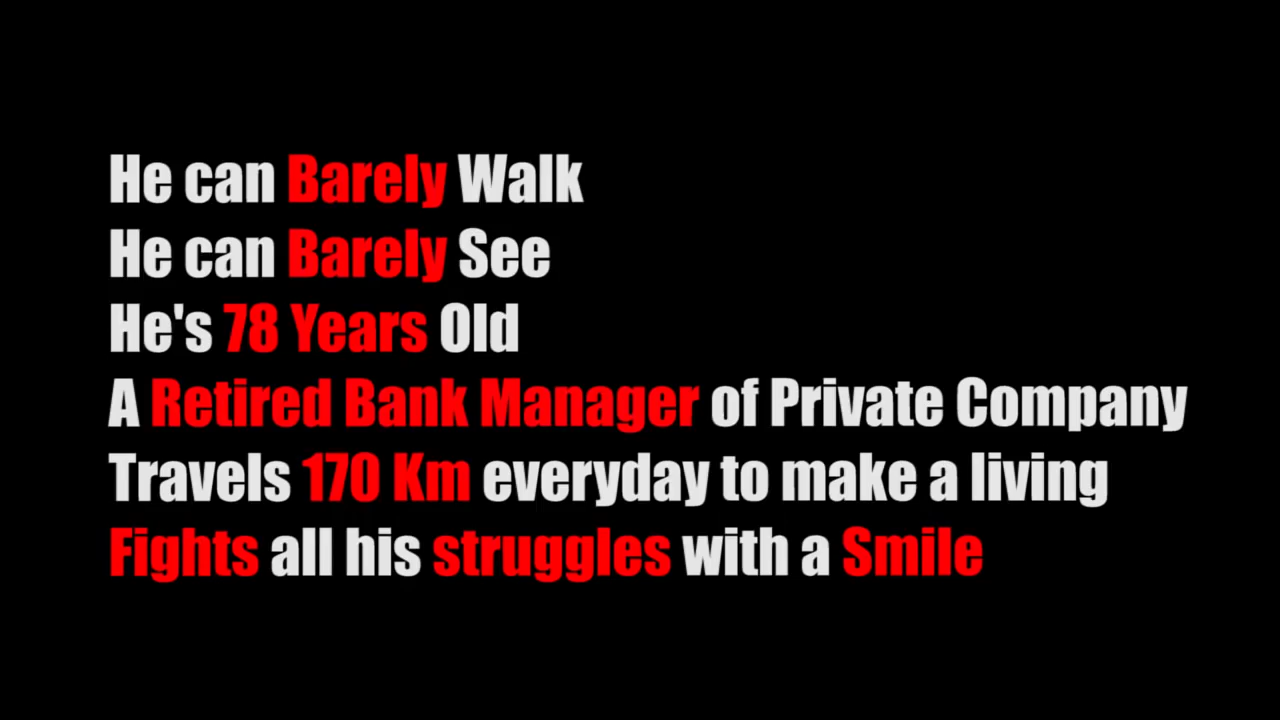 He can Barely Walk
He can Barely See
He's 78 Years Old
A Retired Bank Manager of Private Company
Travels 170 Km everyday to make a living
Fights all his struggles with a Smile